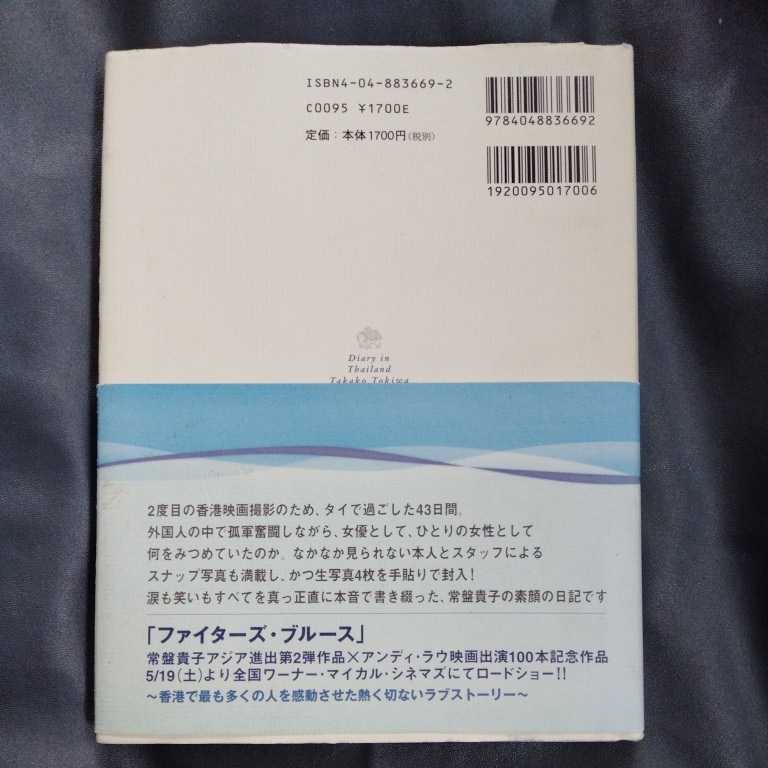 ISBN4-04-883669-2
C0095 ¥1700E
定価：本体1700円（税別）
9784048836692
1920095017006
Diary in
Thailand
Takako Tokiwa
2度目の香港映画撮影のため、タイで過ごした43日間。
外国人の中で孤軍奮闘しながら、女優として、ひとりの女性として
何をみつめていたのか。なかなか見られない本人とスタッフによる
スナップ写真も満載し、かつ生写真4枚を手貼りで封入！
涙も笑いもすべてを真っ正直に本音で書き綴った、常盤貴子の素顔の日記です
「ファイターズ・ブルース」
常盤貴子アジア進出第2弾作品×アンディ・ラウ映画出演100本記念作品
5/19（土）より全国ワーナー・マイカル・シネマズにてロードショー!!
～香港で最も多くの人を感動させた熱く切ないラブストーリー～